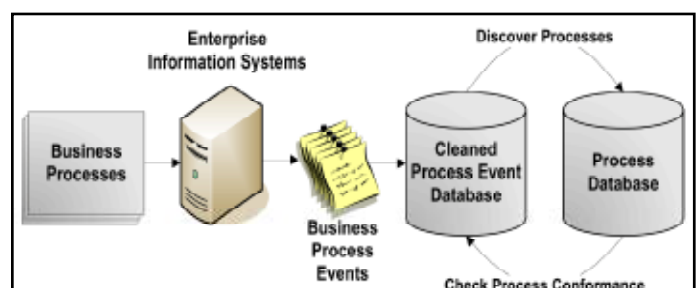 Enterprise
Information Systems
Discover Processes
Business
Processes
Business
Process
Events
Cleaned
Process Event
Database
Process
Database
Check Process Conformance